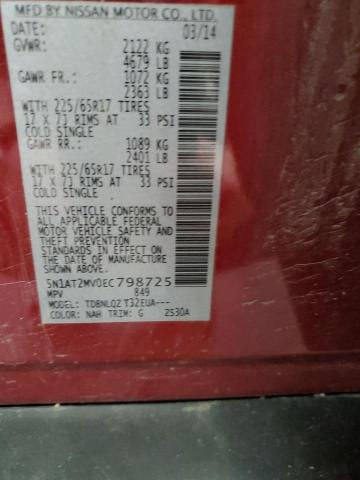 MFD BY NISSAN MOTOR CO., LTD.
DATE: 03/14
GVWR: 2122 KG
4679 LB
GAWR FR.: 1072 KG
2363 LB
WITH 225/65R17 TIRES
17 X 7J RIMS AT 33 PSI
COLD SINGLE
GAWR RR.: 1089 KG
2401 LB
WITH 225/65R17 TIRES
17 X 7J RIMS AT 33 PSI
COLD SINGLE
THIS VEHICLE CONFORMS TO
ALL APPLICABLE FEDERAL
MOTOR VEHICLE SAFETY AND
THEFT PREVENTION
STANDARDS IN EFFECT ON
THE DATE OF MANUFACTURE
SHOWN ABOVE.
5N1AT2MV0EC798725
MPV 849
MODEL: TDBNLQZ T32EUA---
COLOR: NAH TRIM: G 2530A